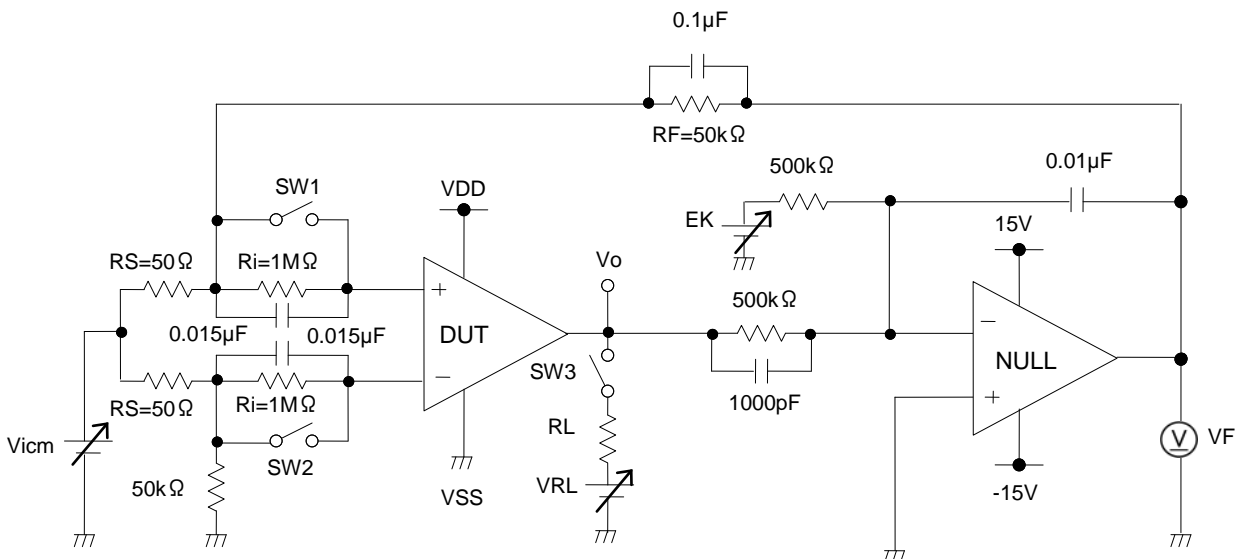 0.1μF
RF=50kΩ
500kΩ
0.01μF
SW1
VDD
EK
15V
RS=50Ω
Ri=1MΩ
Vo
500kΩ
0.015μF
0.015μF
+
DUT
−
−
NULL
+
SW3
1000pF
RS=50Ω
Ri=1MΩ
RL
Vicm
SW2
V
VF
50kΩ
VSS
VRL
-15V